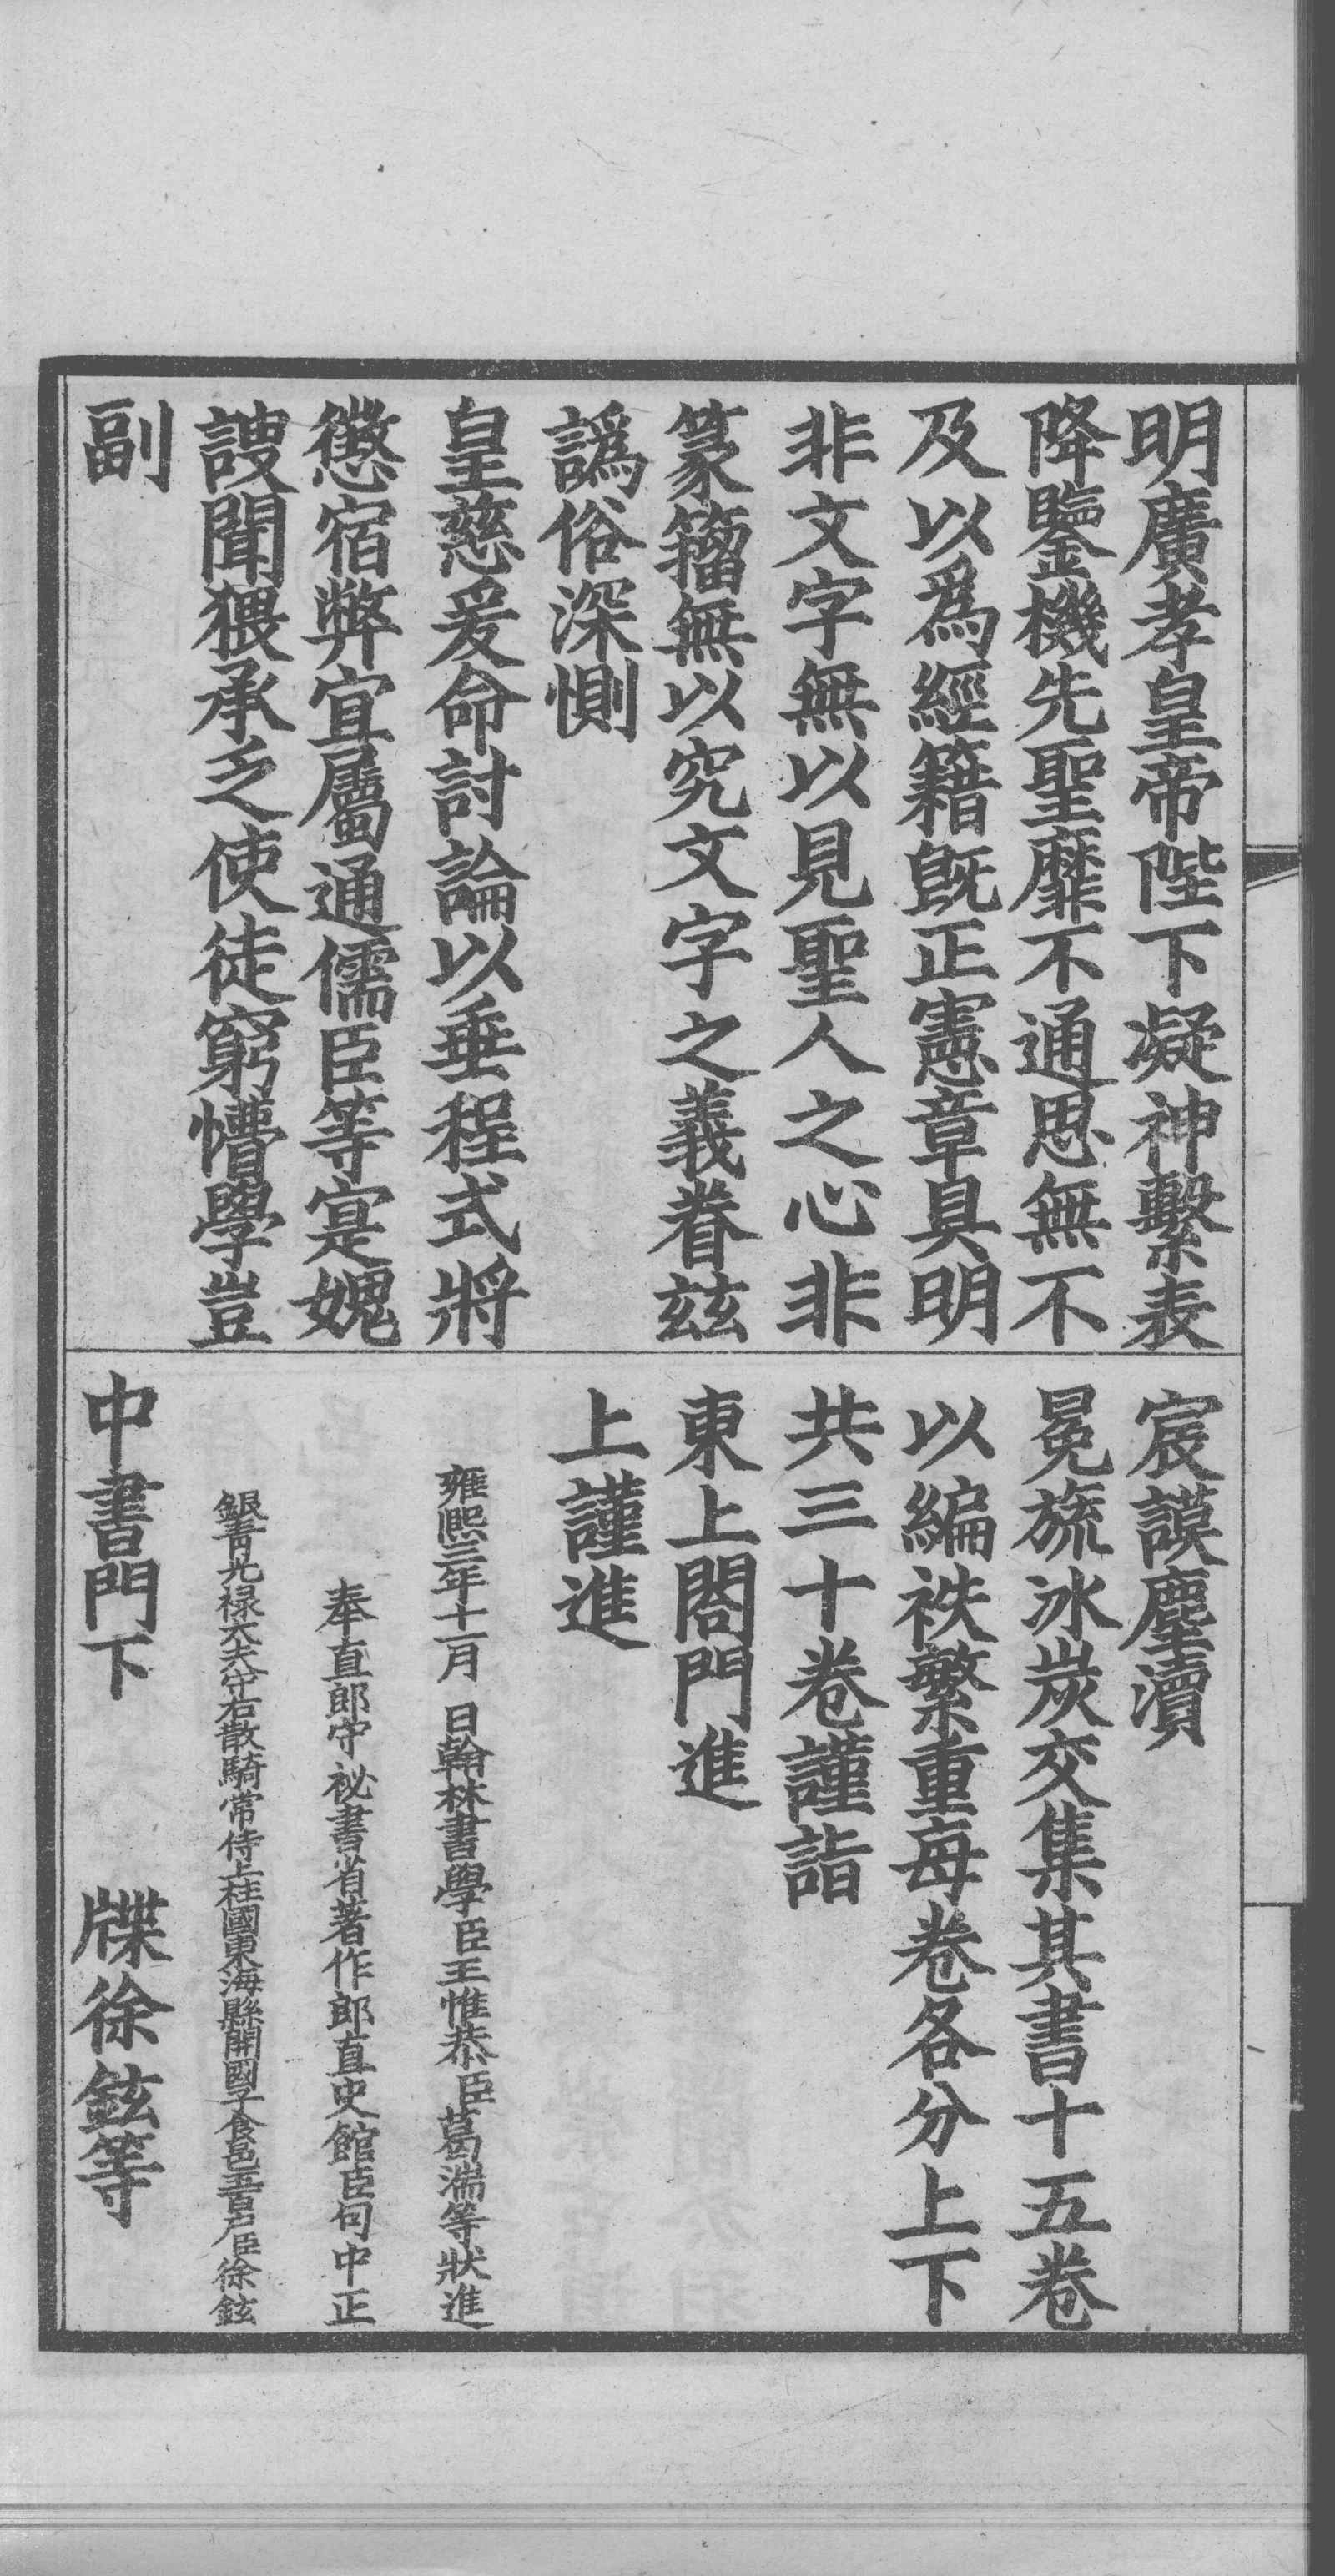 明廣孝皇帝陛下凝神繫表
降鑒機先聖靡不通思無不
及以爲經籍旣正憲章具明
非文字無以見聖人之心非
篆籒無以究文字之義眷兹
譌俗深惻
皇慈爰命討論以垂程式將
懲宿弊宜屬通儒臣等寔媿
謏聞猥承乏使徒窮懵學豈
副
宸謨塵瀆
冕旒冰炭交集其書十五卷
以編袟繁重每卷各分上下
共三十卷謹詣
東上閤門進
上謹進
雍熙三年十一月 日翰林書學臣王惟恭臣葛湍等狀進
奉直郎守祕書省著作郎直史館臣句中正
銀青光禄大夫守右散騎常侍上柱國東海縣開國子食邑五百户臣徐鉉
中書門下 牒徐鉉等